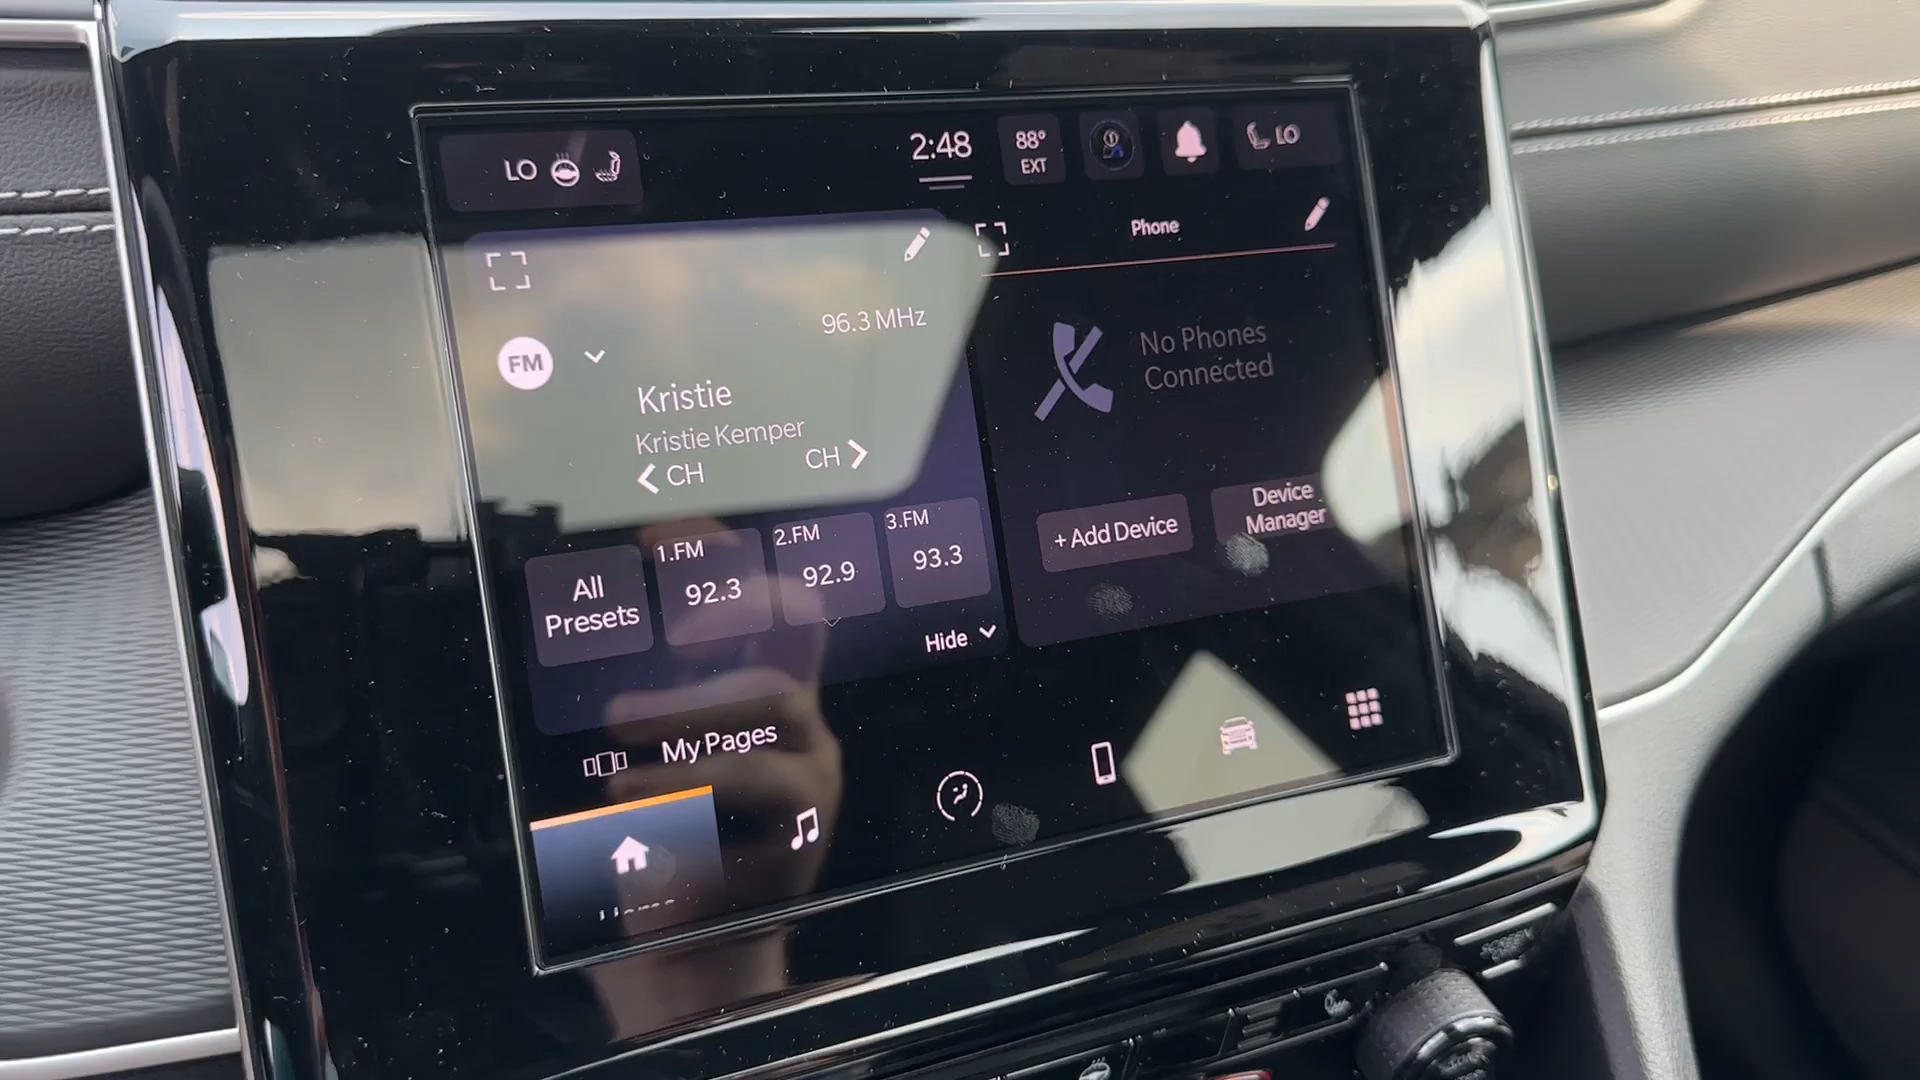 LO
2:48
88°
EXT
LO
Phone
96.3 MHz
FM
No Phones
Connected
Kristie
Kristie Kemper
CH
CH
All
Presets
1.FM
92.3
2.FM
92.9
3.FM
93.3
+ Add Device
Device
Manager
Hide
My Pages
Home